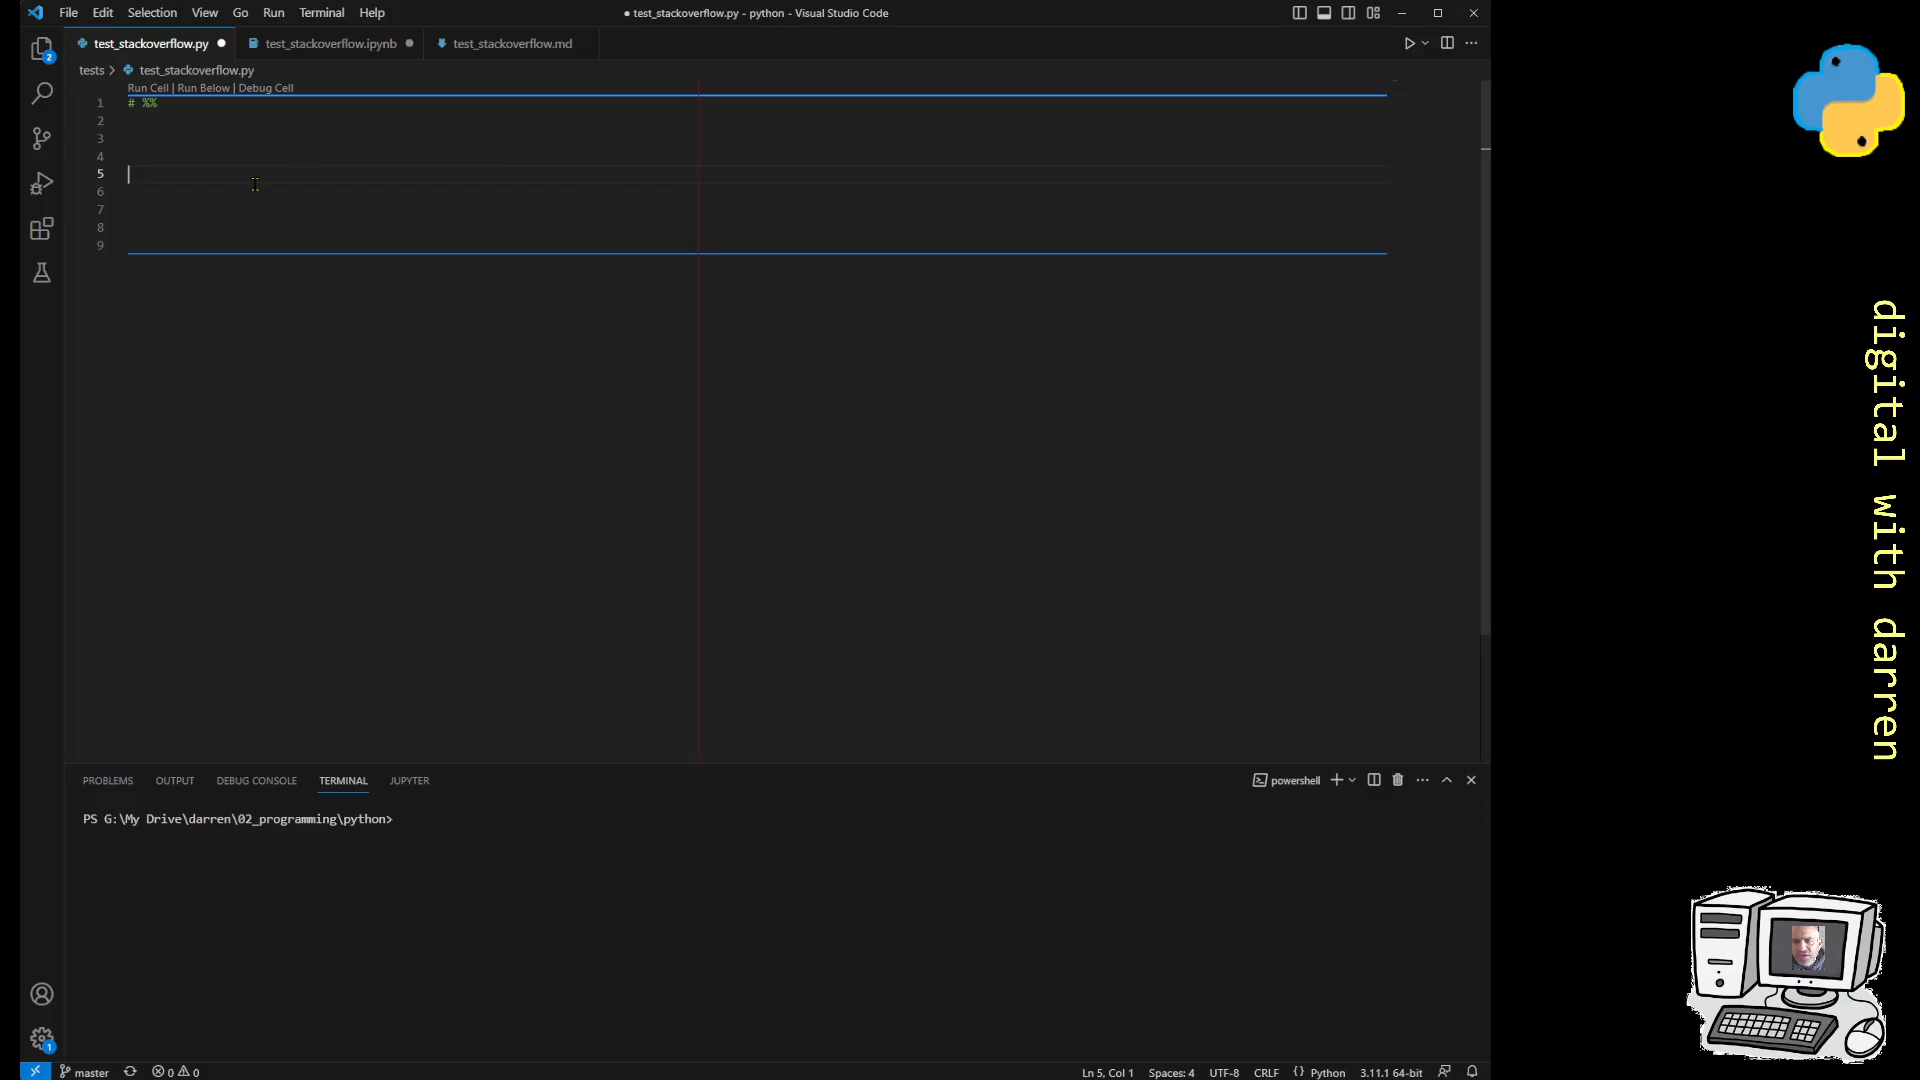 File Edit Selection View Go Run Terminal Help
● test_stackoverflow.py - python - Visual Studio Code
test_stackoverflow.py
test_stackoverflow.ipynb
test_stackoverflow.md
tests > test_stackoverflow.py
Run Cell | Run Below | Debug Cell
1 # %%
2
3
4
5
6
7
8
9
PROBLEMS OUTPUT DEBUG CONSOLE TERMINAL JUPYTER
powershell
PS G:\My Drive\darren\02_programming\python>
2
1
master
0
0
Ln 5, Col 1
Spaces: 4
UTF-8
CRLF
{} Python
3.11.1 64-bit
digital with darren